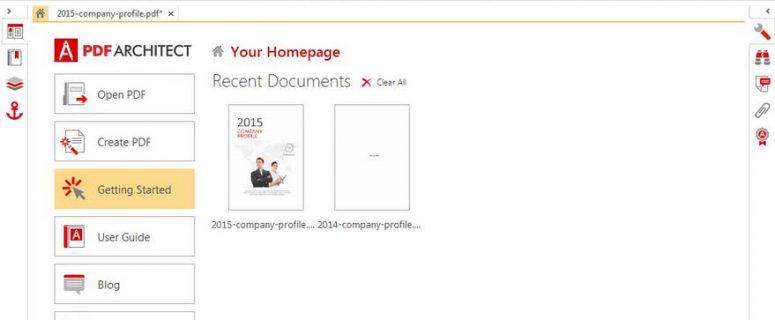 2015-company-profile.pdf*
PDF ARCHITECT
Your Homepage
Recent Documents
Clear All
Open PDF
Create PDF
Getting Started
User Guide
Blog
2015
COMPANY
PROFILE
2015-company-profile....
2014-company-profile....